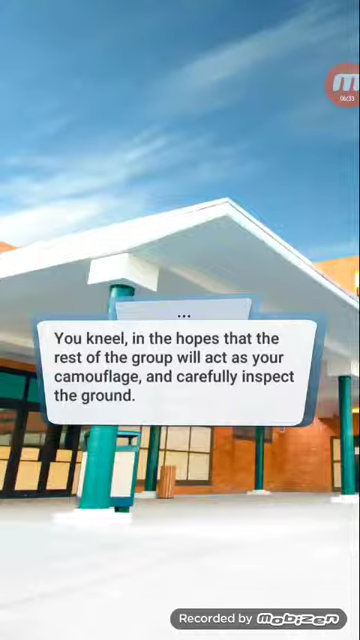 m
...
You kneel, in the hopes that the
rest of the group will act as your
camouflage, and carefully inspect
the ground.
Recorded by Mobizen